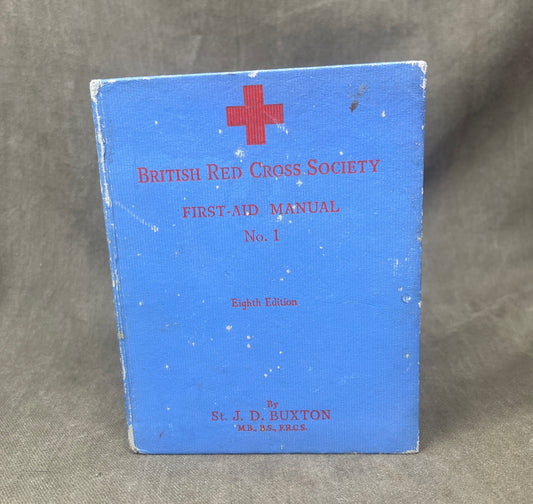 BRITISH RED CROSS SOCIETY
FIRST-AID MANUAL
No. 1
Eighth Edition
By
St. J. D. BUXTON
M.B., B.S., F.R.C.S.